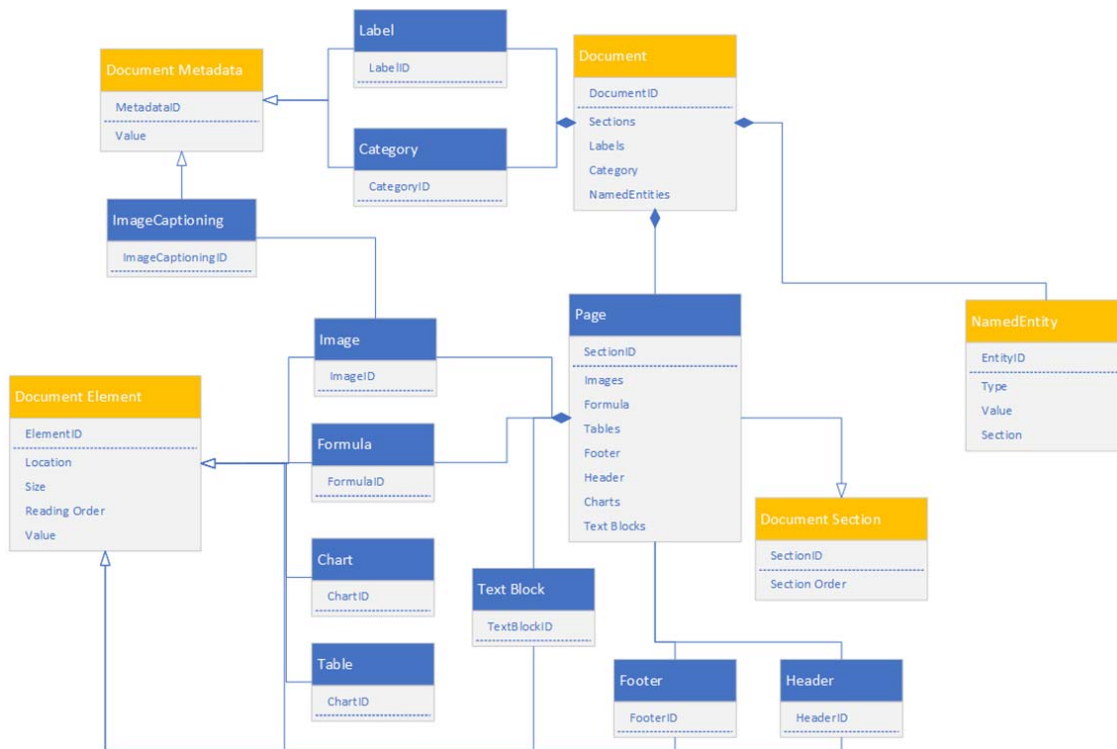 Label
LabelID
Document Metadata
MetadataID
Value
Category
CategoryID
Document
DocumentID
Sections
Labels
Category
NamedEntities
ImageCaptioning
ImageCaptioningID
Image
ImageID
Page
SectionID
Images
Formula
Tables
Footer
Header
Charts
Text Blocks
NamedEntity
EntityID
Type
Value
Section
Document Element
ElementID
Location
Size
Reading Order
Value
Formula
FormulaID
Document Section
SectionID
Section Order
Chart
ChartID
Text Block
TextBlockID
Table
ChartID
Footer
FooterID
Header
HeaderID